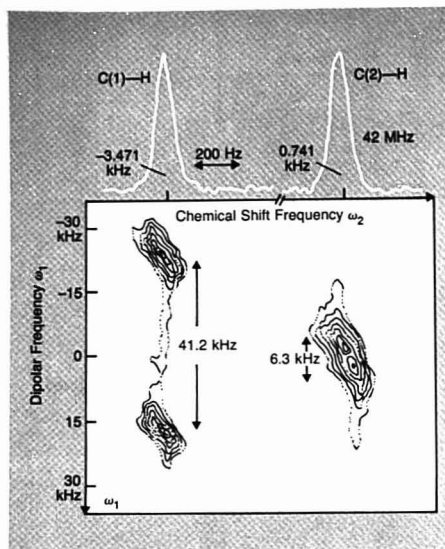 C(1)—H
C(2)—H
−3.471 kHz
200 Hz
0.741 kHz
42 MHz
Chemical Shift Frequency ω₂
Dipolar Frequency ω₁
−30 kHz
−15
0
15
30 kHz
41.2 kHz
6.3 kHz
ω₁